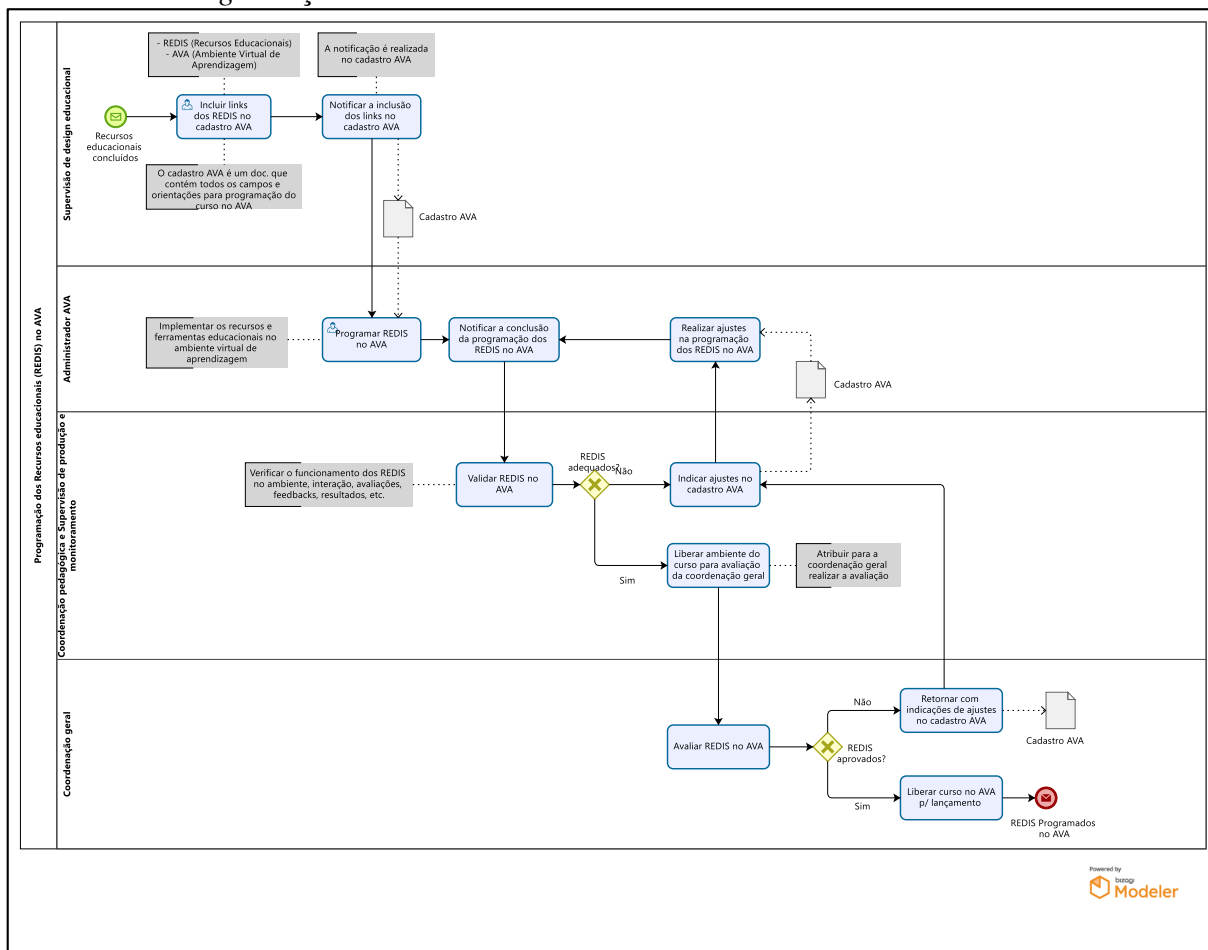 - REDIS (Recursos Educacionais)
- AVA (Ambiente Virtual de
Aprendizagem)
A notificação é realizada
no cadastro AVA
Supervisão de design educacional
Incluir links
dos REDIS no
cadastro AVA
Notificar a inclusão
dos links no
cadastro AVA
Recursos
educacionais
concluídos
O cadastro AVA é um doc. que
contém todos os campos e
orientações para programação do
curso no AVA
Cadastro AVA
Programação dos Recursos educacionais (REDIS) no AVA
Administrador AVA
Implementar os recursos e
ferramentas educacionais no
ambiente virtual de
aprendizagem
Programar REDIS
no AVA
Notificar a conclusão
da programação dos
REDIS no AVA
Realizar ajustes
na programação
dos REDIS no AVA
Cadastro AVA
Coordenação pedagógica e Supervisão de produção e
monitoramento
Verificar o funcionamento dos REDIS
no ambiente, interação, avaliações,
feedbacks, resultados, etc.
Validar REDIS no
AVA
REDIS
adequados?
Não
Indicar ajustes no
cadastro AVA
Sim
Liberar ambiente do
curso para avaliação
da coordenação geral
Atribuir para a
coordenação geral
realizar a avaliação
Coordenação geral
Avaliar REDIS no AVA
REDIS
aprovados?
Não
Retornar com
indicações de ajustes
no cadastro AVA
Cadastro AVA
Sim
Liberar curso no AVA
p/ lançamento
REDIS Programados
no AVA
Powered by
bizagi
Modeler